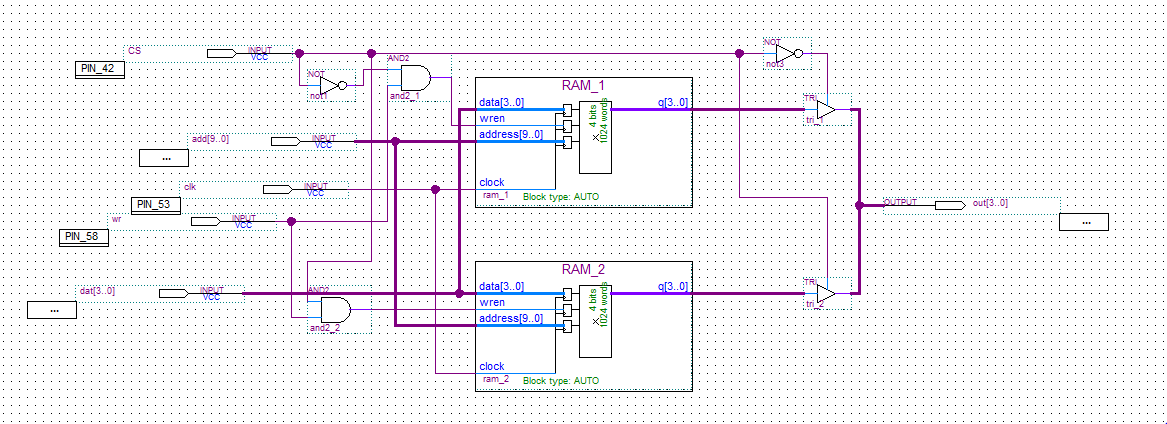 CS
INPUT
VCC
PIN_42
NOT
not1
AND2
and2_1
NOT
not3
RAM_1
data[3..0]
wren
address[9..0]
clock
ram_1
q[3..0]
4 bits
1024 words
Block type: AUTO
TRI
tri_1
add[9..0]
INPUT
VCC
...
clk
INPUT
VCC
PIN_53
wr
INPUT
VCC
PIN_58
OUTPUT
out[3..0]
...
dat[3..0]
INPUT
VCC
...
AND2
and2_2
RAM_2
data[3..0]
wren
address[9..0]
clock
ram_2
q[3..0]
4 bits
1024 words
Block type: AUTO
TRI
tri_2